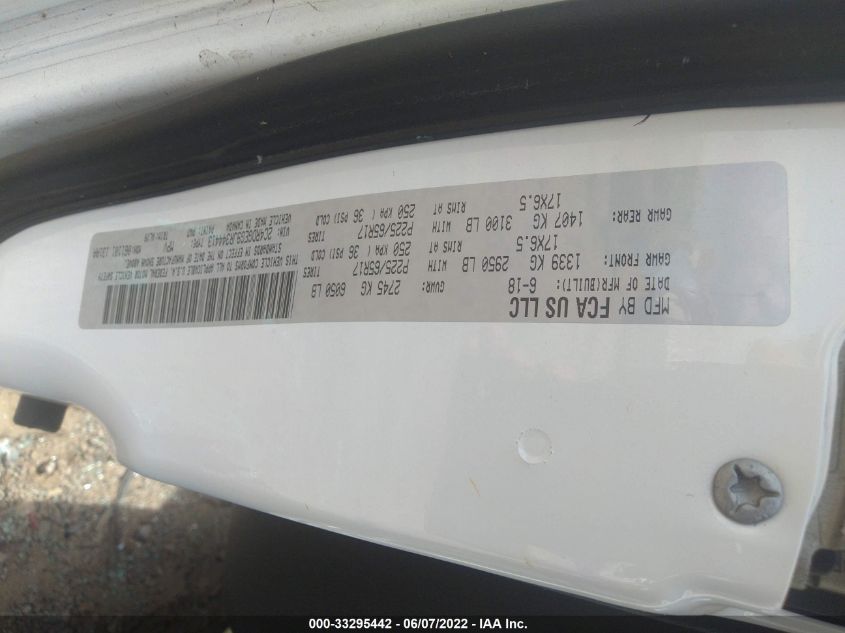 MFD BY FCA US LLC
DATE OF MFR(BUILT): 6-18 GVWR: 2745 KG 6050 LB
GAWR FRONT: 1339 KG 2950 LB WITH P225/65R17 TIRES
17X6.5 RIMS AT 250 KPA ( 36 PSI) COLD
GAWR REAR: 1407 KG 3100 LB WITH P225/65R17 TIRES
17X6.5 RIMS AT 250 KPA ( 36 PSI) COLD
THIS VEHICLE CONFORMS TO ALL APPLICABLE U.S.A. FEDERAL MOTOR VEHICLE SAFETY
STANDARDS IN EFFECT ON THE DATE OF MANUFACTURE SHOWN ABOVE.
VIN: TYPE: MPV
VEHICLE MADE IN CANADA PAINT:
000-33295442 - 06/07/2022 - IAA Inc.